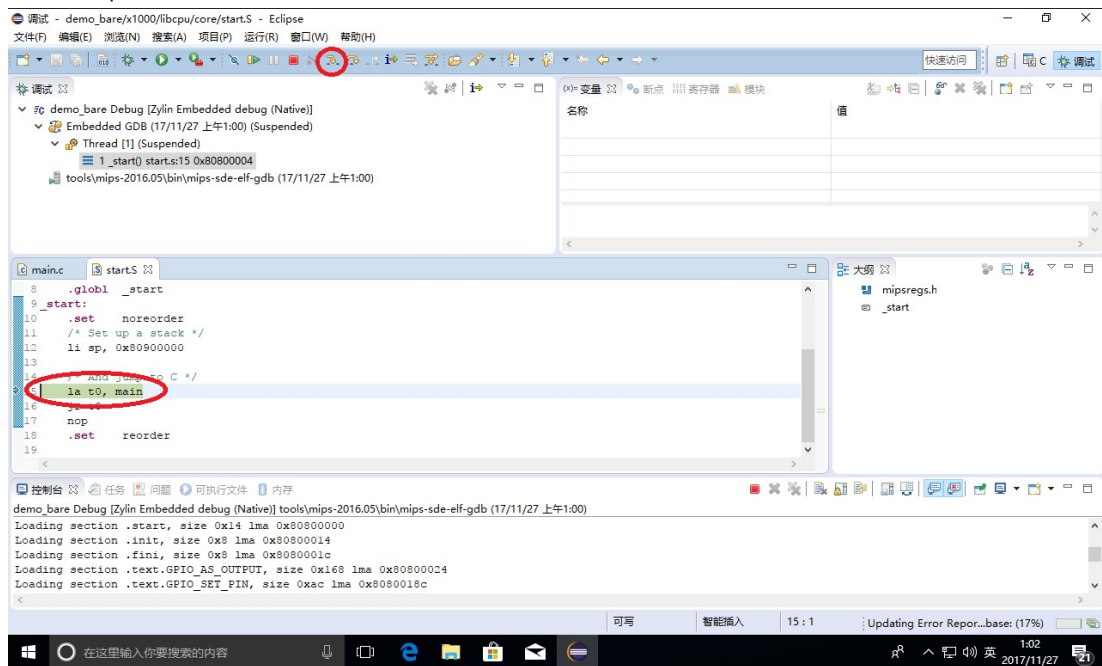 调试 - demo_bare/x1000/libcpu/core/start.S - Eclipse
文件(F) 编辑(E) 浏览(N) 搜索(A) 项目(P) 运行(R) 窗口(W) 帮助(H)
快速访问 C 调试
调试
demo_bare Debug [Zylin Embedded debug (Native)]
Embedded GDB (17/11/27 上午1:00) (Suspended)
Thread [1] (Suspended)
1 _start() start.s:15 0x80800004
tools\mips-2016.05\bin\mips-sde-elf-gdb (17/11/27 上午1:00)
(x)= 变量 断点 寄存器 模块
名称 值
main.c start.S
8 .globl _start
9 _start:
10 .set noreorder
11 /* Set up a stack */
12 li sp, 0x80900000
13
14 /* And jump to C */
15 la t0, main
16
17 nop
18 .set reorder
19
大纲
mipsregs.h
_start
控制台 任务 问题 可执行文件 内存
demo_bare Debug [Zylin Embedded debug (Native)] tools\mips-2016.05\bin\mips-sde-elf-gdb (17/11/27 上午1:00)
Loading section .start, size 0x14 lma 0x80800000
Loading section .init, size 0x8 lma 0x80800014
Loading section .fini, size 0x8 lma 0x8080001c
Loading section .text.GPIO_AS_OUTPUT, size 0x168 lma 0x80800024
Loading section .text.GPIO_SET_PIN, size 0xac lma 0x8080018c
可写 智能插入 15 : 1 Updating Error Repor...base: (17%)
在这里输入你要搜索的内容
英 1:02
2017/11/27
21